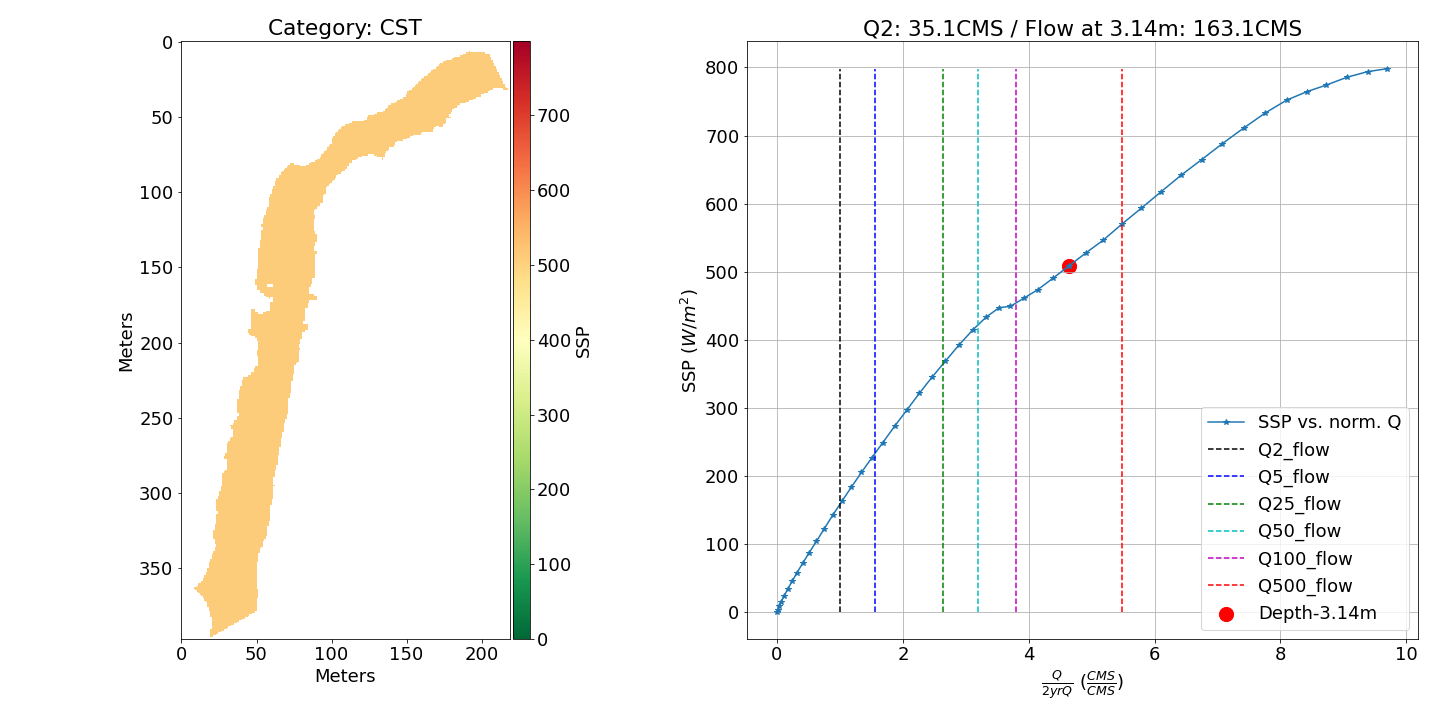 Category: CST
0
50
100
150
200
250
300
350
Meters
0
50
100
150
200
Meters
700
600
500
400
300
200
100
0
SSP
Q2: 35.1CMS / Flow at 3.14m: 163.1CMS
800
700
600
500
400
300
200
100
0
SSP (W/m²)
0
2
4
6
8
10
Q/2yrQ (CMS/CMS)
SSP vs. norm. Q
Q2_flow
Q5_flow
Q25_flow
Q50_flow
Q100_flow
Q500_flow
Depth-3.14m